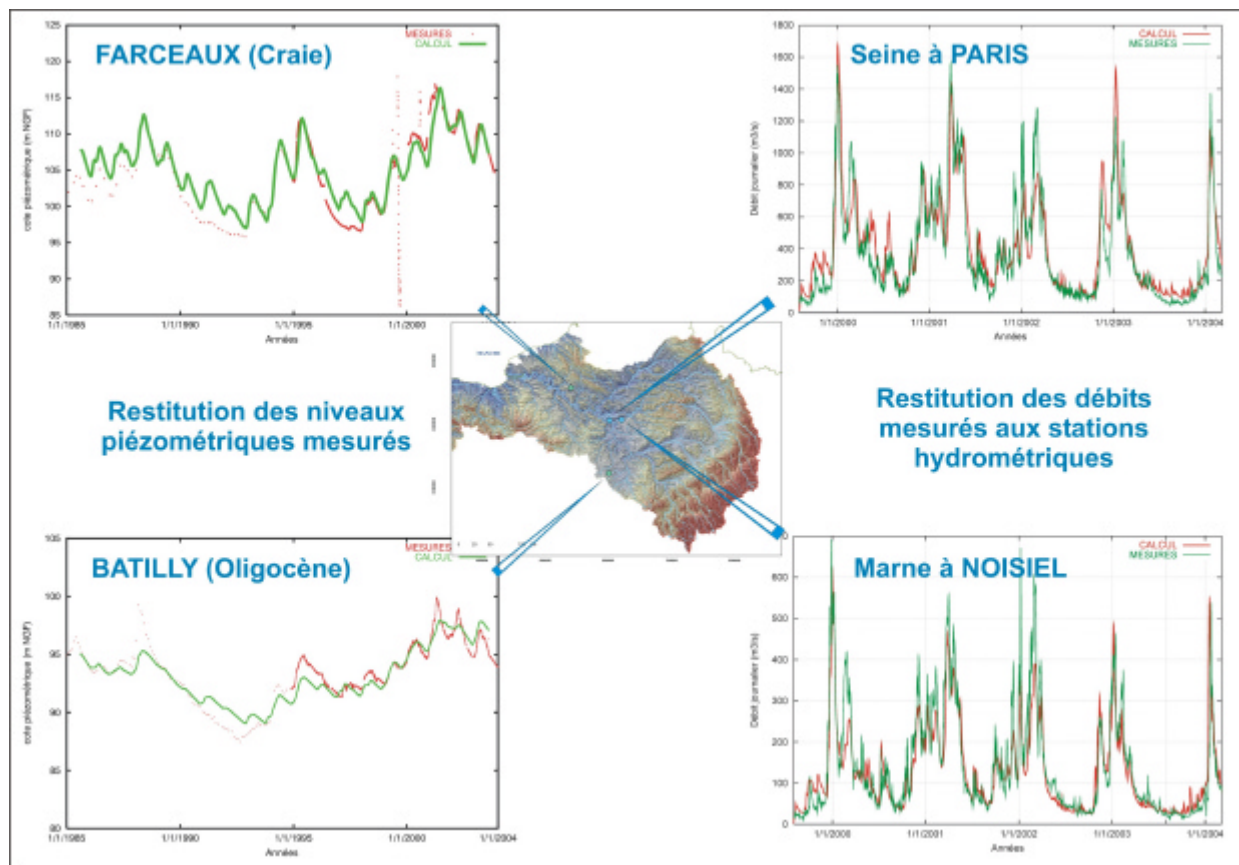 FARCEAUX (Craie)
MESURES
CALCUL
cote piézométrique (m NGF)
125
120
115
110
105
100
95
90
85
1/1/1985
1/1/1990
1/1/1995
1/1/2000
Années
Seine à PARIS
CALCUL
MESURES
Débit journalier (m3/s)
1800
1600
1400
1200
1000
800
600
400
200
0
1/1/2000
1/1/2001
1/1/2002
1/1/2003
1/1/2004
Années
Restitution des niveaux
piézométriques mesurés
Restitution des débits
mesurés aux stations
hydrométriques
BATILLY (Oligocène)
MESURES
CALCUL
cote piézométrique (m NGF)
105
100
95
90
85
80
1/1/1985
1/1/1990
1/1/1995
1/1/2000
1/1/2004
Années
Marne à NOISIEL
CALCUL
MESURES
Débit journalier (m3/s)
600
500
400
300
200
100
0
1/1/2000
1/1/2001
1/1/2002
1/1/2003
1/1/2004
Années